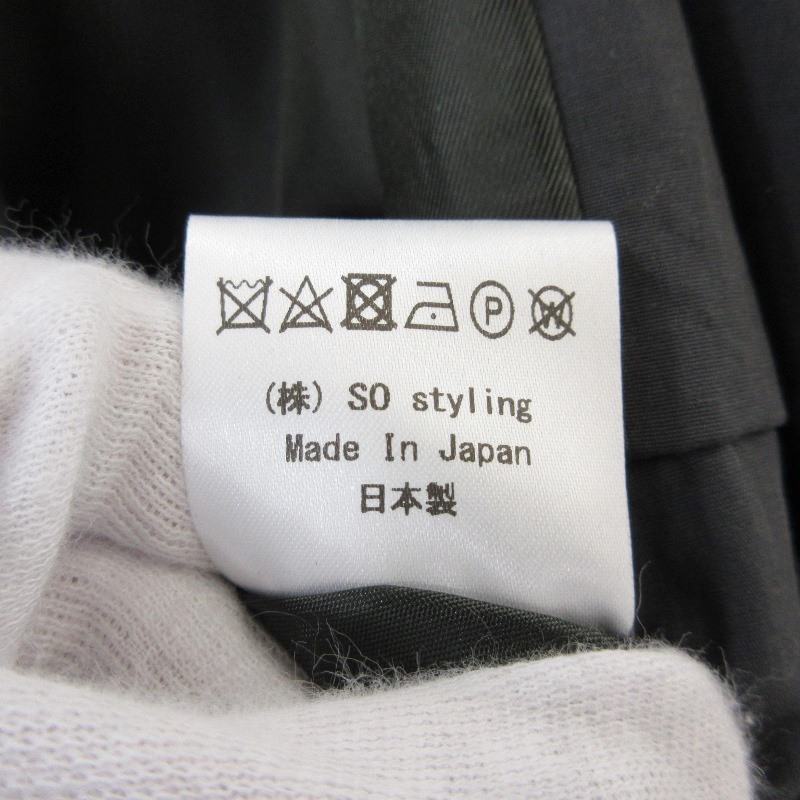 P W
(株) SO styling
Made In Japan
日本製